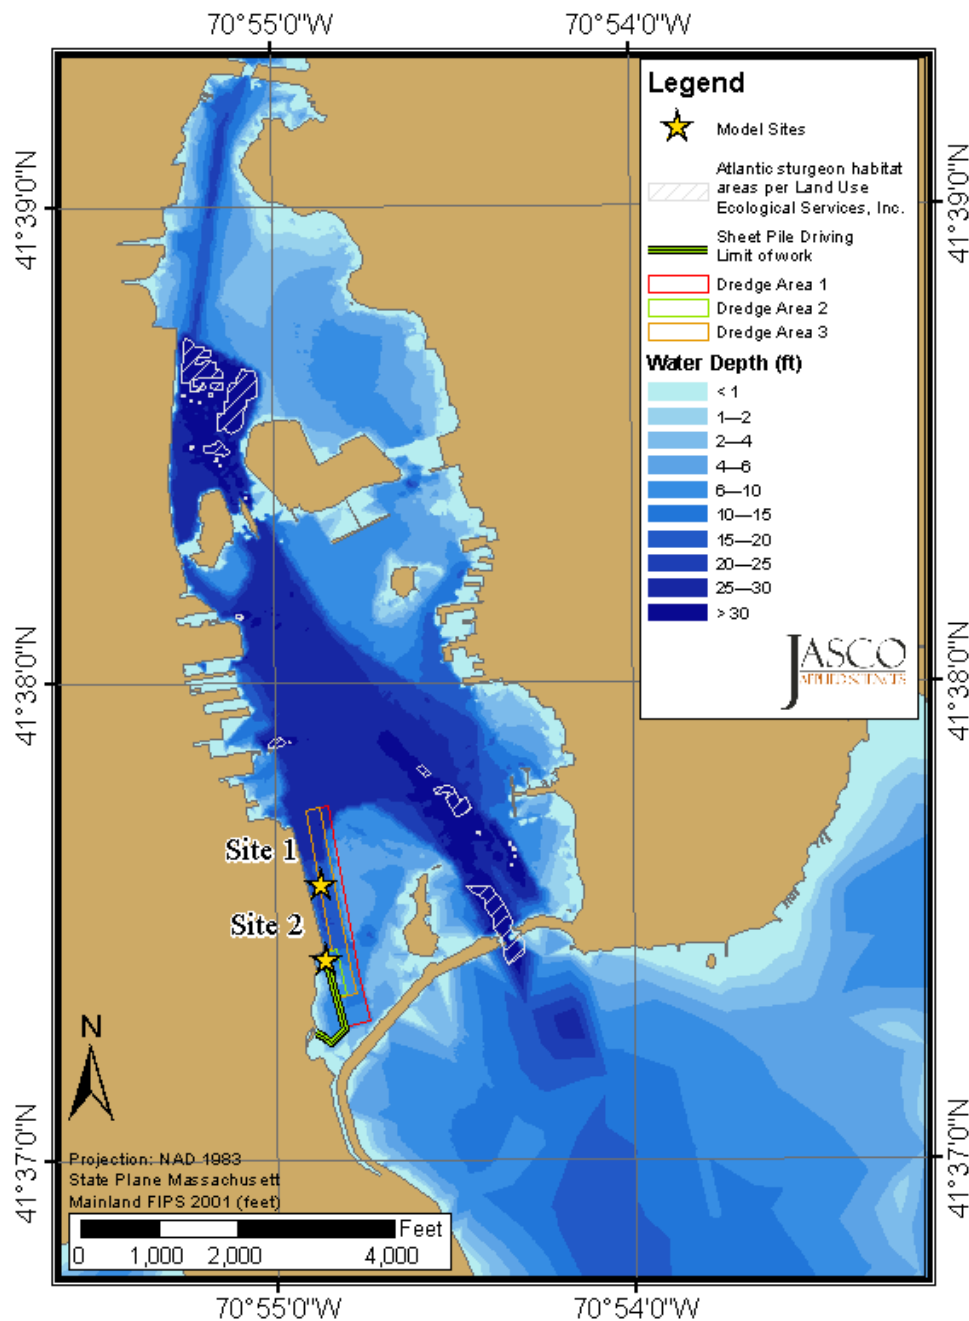 70°55'0"W 70°54'0"W
Legend
Model Sites
Atlantic sturgeon habitat
areas per Land Use
Ecological Services, Inc.
Sheet Pile Driving
Limit of work
Dredge Area 1
Dredge Area 2
Dredge Area 3
Water Depth (ft)
< 1
1—2
2—4
4—6
6—10
10—15
15—20
20—25
25—30
> 30
JASCO
APPLIED SCIENCES
41°39'0"N 41°39'0"N
41°38'0"N 41°38'0"N
Site 1
Site 2
N
41°37'0"N 41°37'0"N
Projection: NAD 1983
State Plane Massachusett
Mainland FIPS 2001 (feet)
Feet
0 1,000 2,000 4,000
70°55'0"W 70°54'0"W